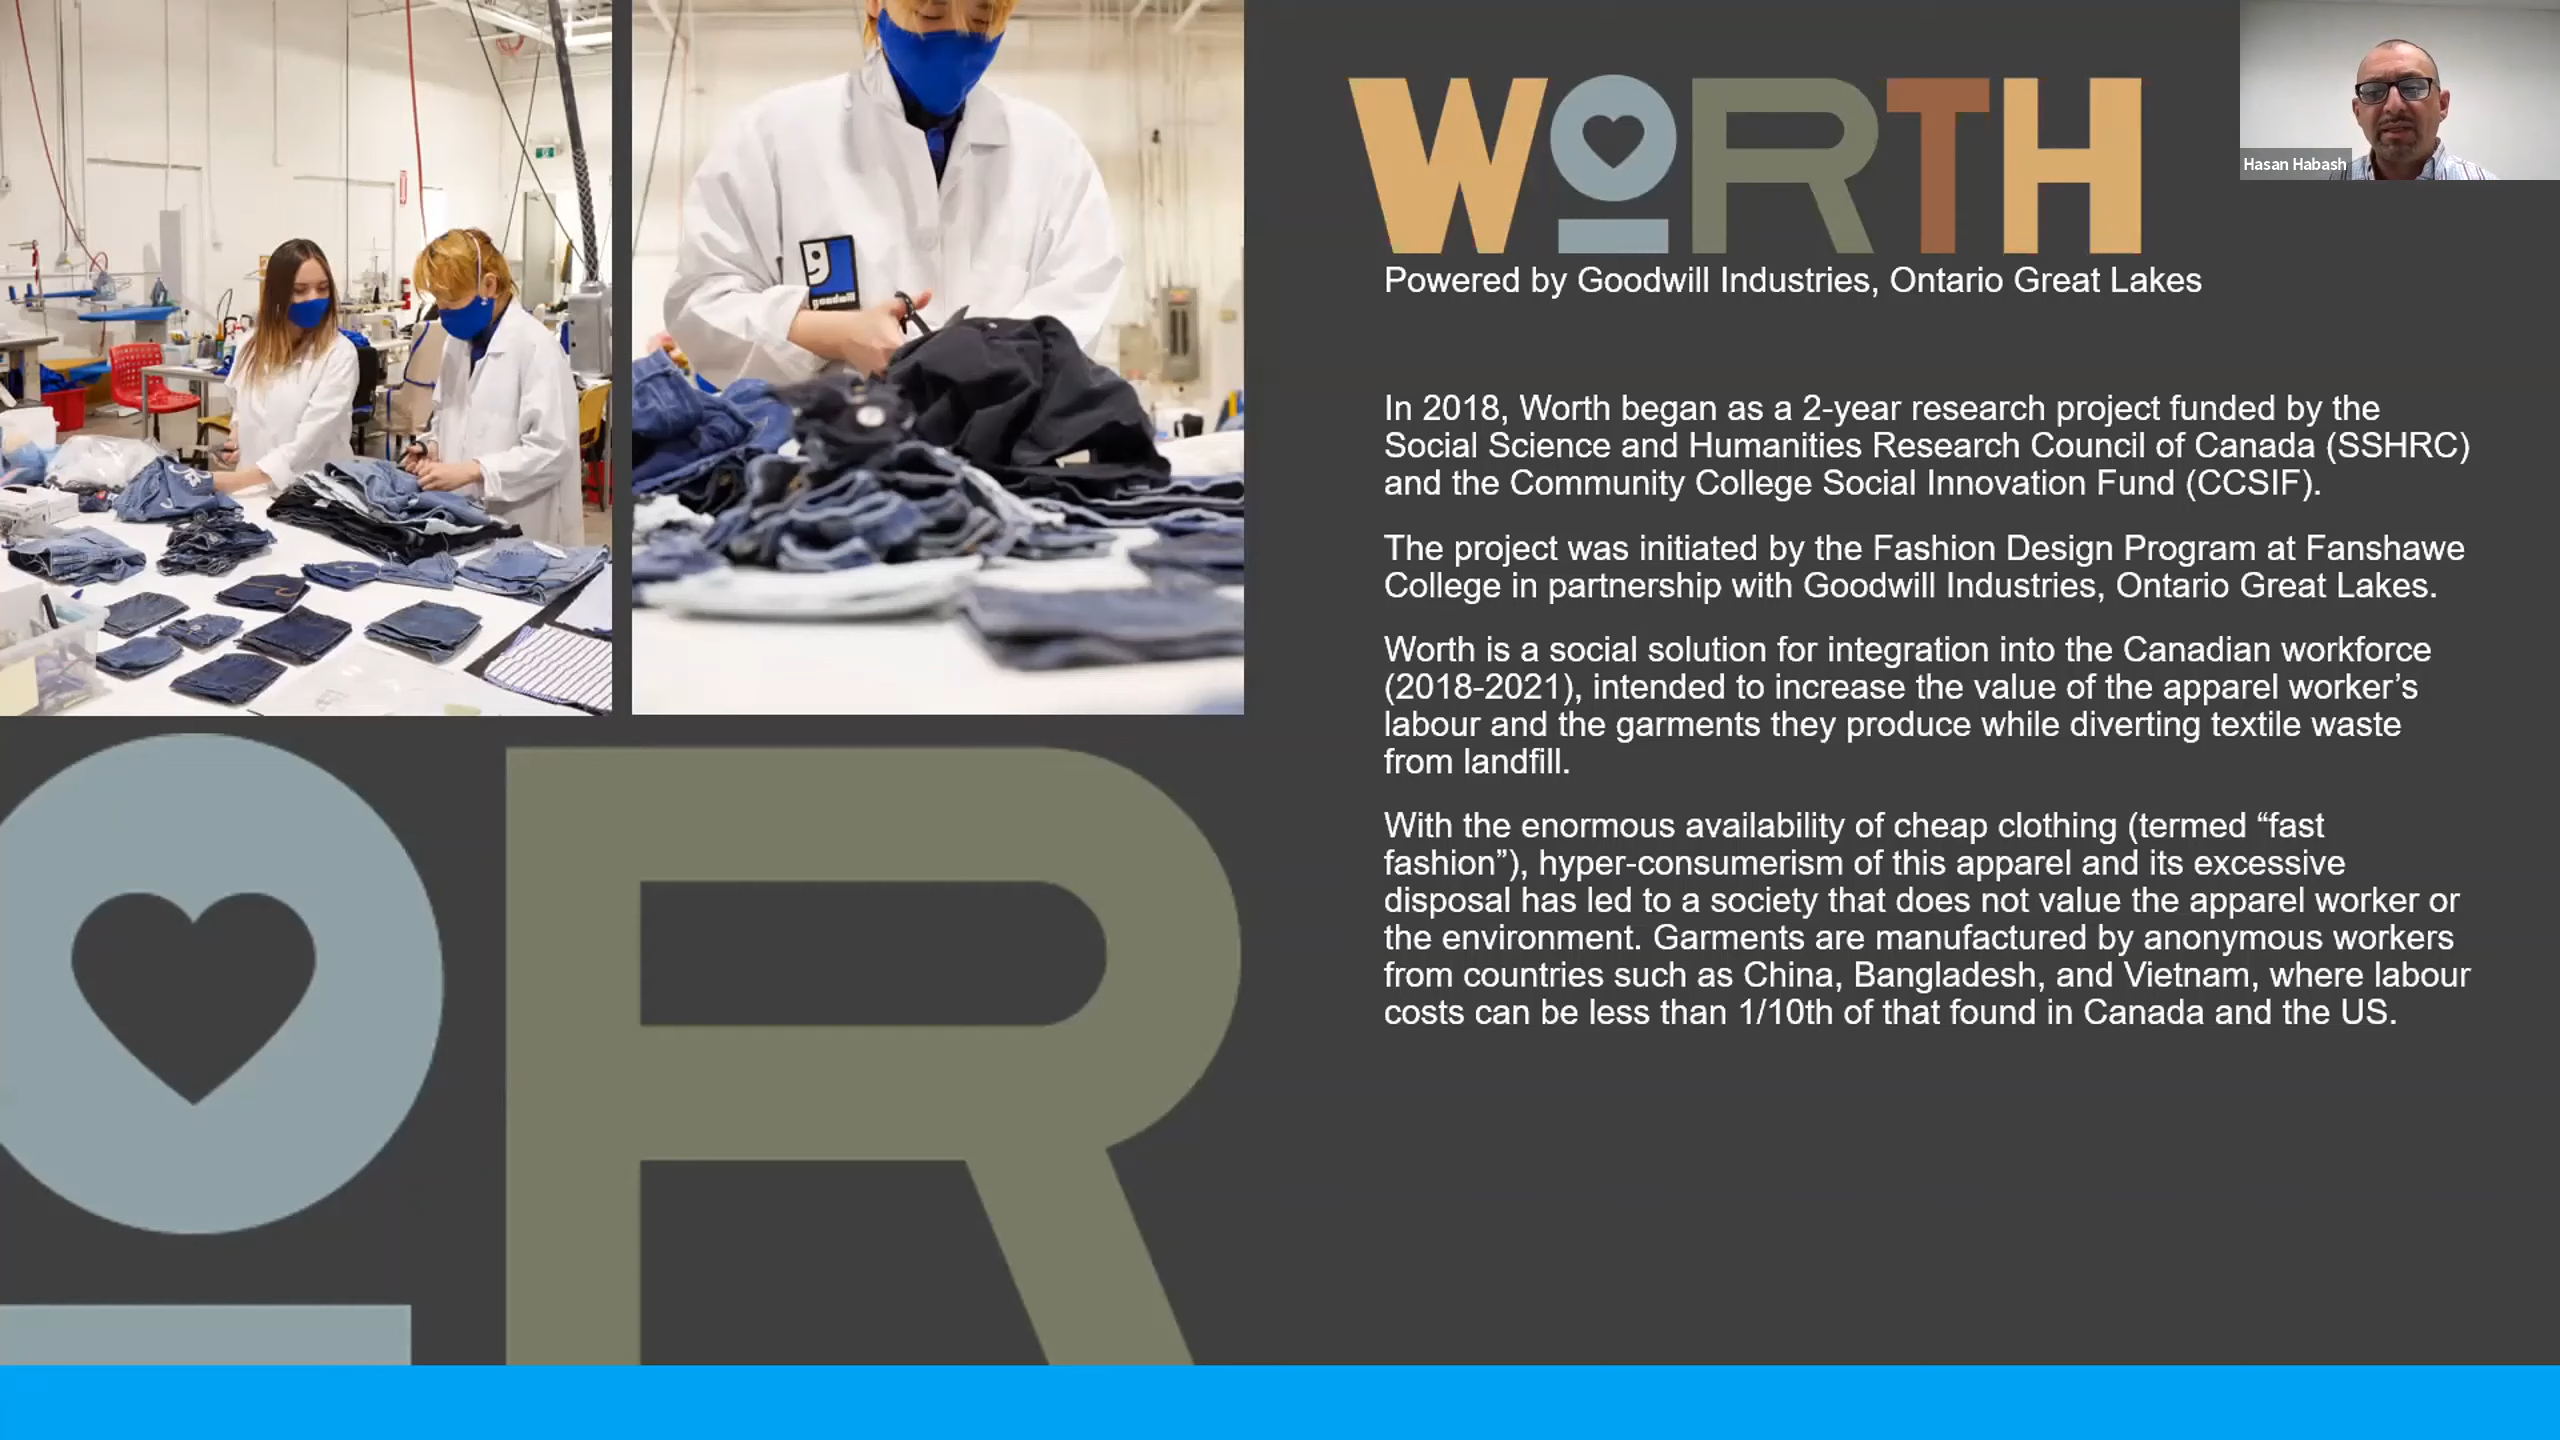 WORTH
Hasan Habash
goodwill
Powered by Goodwill Industries, Ontario Great Lakes
In 2018, Worth began as a 2-year research project funded by the
Social Science and Humanities Research Council of Canada (SSHRC)
and the Community College Social Innovation Fund (CCSIF).
The project was initiated by the Fashion Design Program at Fanshawe
College in partnership with Goodwill Industries, Ontario Great Lakes.
Worth is a social solution for integration into the Canadian workforce
(2018-2021), intended to increase the value of the apparel worker’s
labour and the garments they produce while diverting textile waste
from landfill.
With the enormous availability of cheap clothing (termed “fast
fashion”), hyper-consumerism of this apparel and its excessive
disposal has led to a society that does not value the apparel worker or
the environment. Garments are manufactured by anonymous workers
from countries such as China, Bangladesh, and Vietnam, where labour
costs can be less than 1/10th of that found in Canada and the US.
OR